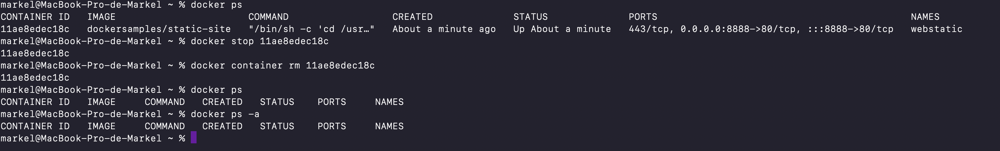 markel@MacBook-Pro-de-Markel ~ % docker ps
CONTAINER ID   IMAGE                       COMMAND                  CREATED              STATUS              PORTS                                            NAMES
11ae8edec18c   dockersamples/static-site   "/bin/sh -c 'cd /usr…"   About a minute ago   Up About a minute   443/tcp, 0.0.0.0:8888->80/tcp, :::8888->80/tcp   webstatic
markel@MacBook-Pro-de-Markel ~ % docker stop 11ae8edec18c
11ae8edec18c
markel@MacBook-Pro-de-Markel ~ % docker container rm 11ae8edec18c
11ae8edec18c
markel@MacBook-Pro-de-Markel ~ % docker ps
CONTAINER ID   IMAGE     COMMAND   CREATED   STATUS    PORTS     NAMES
markel@MacBook-Pro-de-Markel ~ % docker ps -a
CONTAINER ID   IMAGE     COMMAND   CREATED   STATUS    PORTS     NAMES
markel@MacBook-Pro-de-Markel ~ %